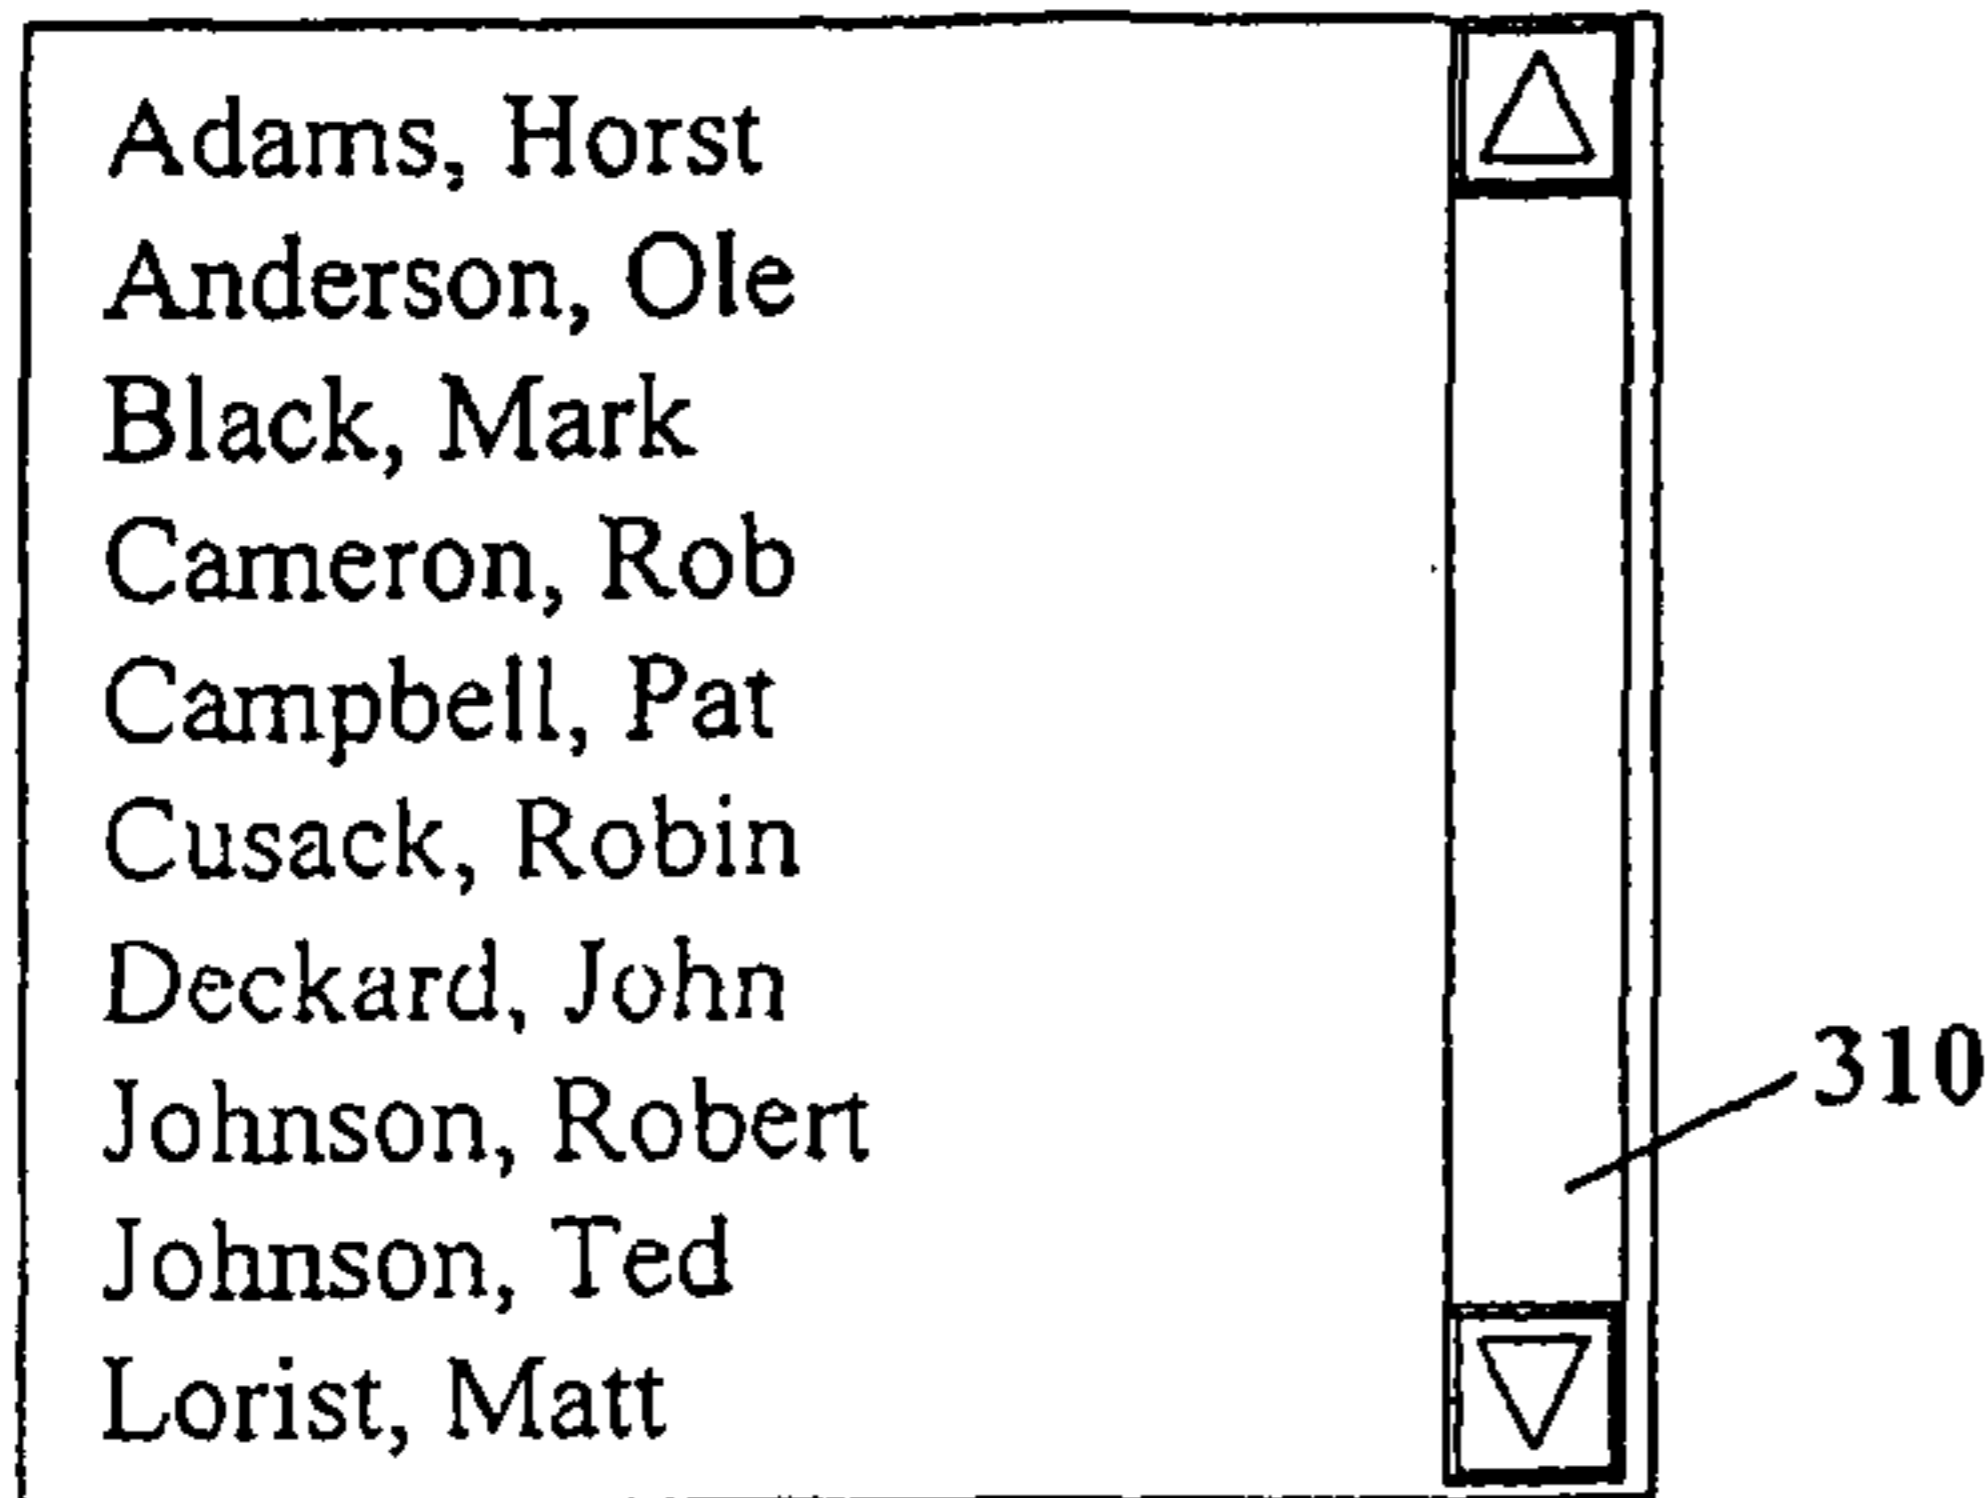 Adams, Horst
Anderson, Ole
Black, Mark
Cameron, Rob
Campbell, Pat
Cusack, Robin
Deckard, John
Johnson, Robert
310
Johnson, Ted
Lorist, Matt